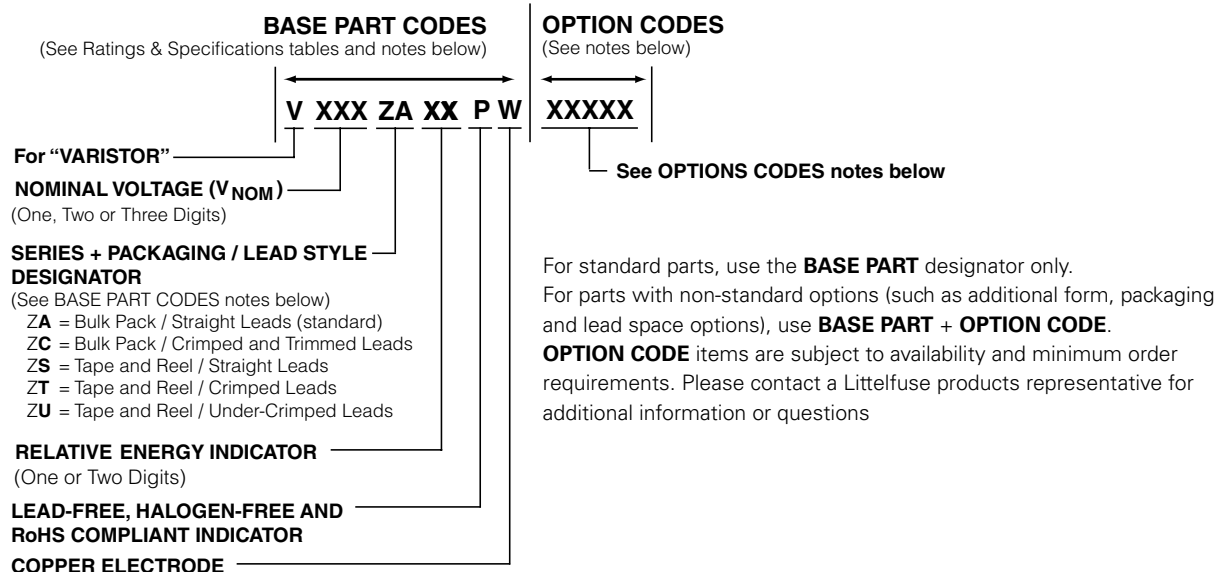 BASE PART CODES
(See Ratings & Specifications tables and notes below)
OPTION CODES
(See notes below)
V XXX ZA XX P W XXXXX
For “VARISTOR”
See OPTIONS CODES notes below
NOMINAL VOLTAGE (VNOM)
(One, Two or Three Digits)
SERIES + PACKAGING / LEAD STYLE
DESIGNATOR
(See BASE PART CODES notes below)
ZA = Bulk Pack / Straight Leads (standard)
ZC = Bulk Pack / Crimped and Trimmed Leads
ZS = Tape and Reel / Straight Leads
ZT = Tape and Reel / Crimped Leads
ZU = Tape and Reel / Under-Crimped Leads
RELATIVE ENERGY INDICATOR
(One or Two Digits)
LEAD-FREE, HALOGEN-FREE AND
RoHS COMPLIANT INDICATOR
COPPER ELECTRODE
For standard parts, use the BASE PART designator only.
For parts with non-standard options (such as additional form, packaging
and lead space options), use BASE PART + OPTION CODE.
OPTION CODE items are subject to availability and minimum order
requirements. Please contact a Littelfuse products representative for
additional information or questions